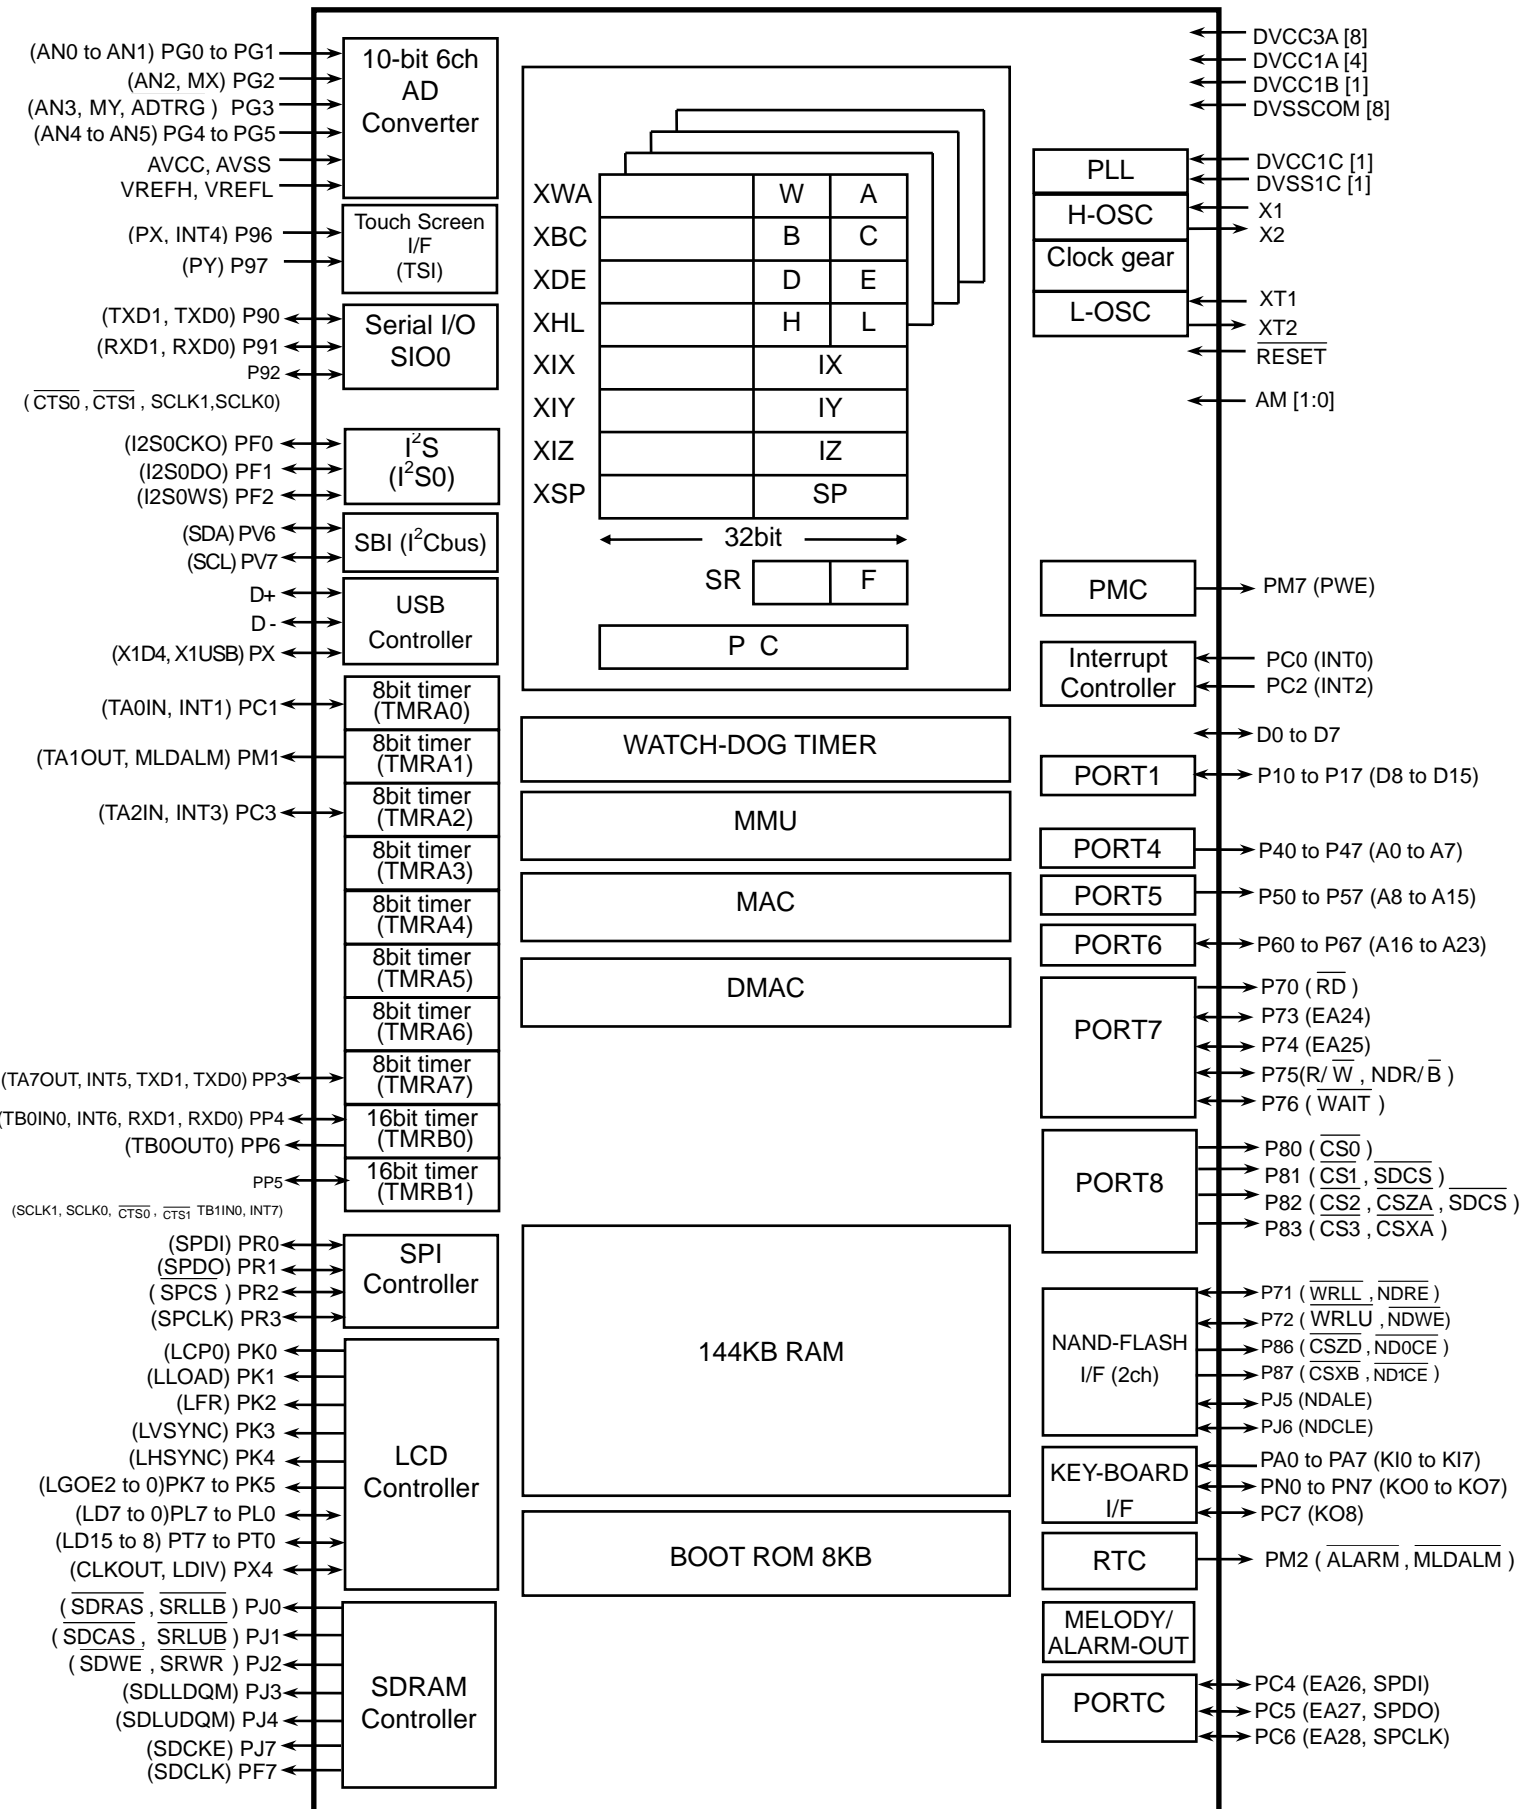 (AN0 to AN1) PG0 to PG1
(AN2, MX) PG2
(AN3, MY, ADTRG ) PG3
(AN4 to AN5) PG4 to PG5
AVCC, AVSS
VREFH, VREFL
10-bit 6ch
AD
Converter
(PX, INT4) P96
(PY) P97
Touch Screen
I/F
(TSI)
(TXD1, TXD0) P90
(RXD1, RXD0) P91
P92
( CTS0 , CTS1 , SCLK1,SCLK0)
Serial I/O
SIO0
(I2S0CKO) PF0
(I2S0DO) PF1
(I2S0WS) PF2
I²S
(I²S0)
(SDA) PV6
(SCL) PV7
SBI (I²Cbus)
D+
D -
(X1D4, X1USB) PX
USB
Controller
(TA0IN, INT1) PC1
8bit timer
(TMRA0)
(TA1OUT, MLDALM) PM1
8bit timer
(TMRA1)
(TA2IN, INT3) PC3
8bit timer
(TMRA2)
8bit timer
(TMRA3)
8bit timer
(TMRA4)
8bit timer
(TMRA5)
8bit timer
(TMRA6)
(TA7OUT, INT5, TXD1, TXD0) PP3
8bit timer
(TMRA7)
(TB0IN0, INT6, RXD1, RXD0) PP4
(TB0OUT0) PP6
16bit timer
(TMRB0)
PP5
(SCLK1, SCLK0, CTS0 , CTS1 TB1IN0, INT7)
16bit timer
(TMRB1)
(SPDI) PR0
(SPDO) PR1
( SPCS ) PR2
(SPCLK) PR3
SPI
Controller
(LCP0) PK0
(LLOAD) PK1
(LFR) PK2
(LVSYNC) PK3
(LHSYNC) PK4
(LGOE2 to 0)PK7 to PK5
(LD7 to 0)PL7 to PL0
(LD15 to 8) PT7 to PT0
(CLKOUT, LDIV) PX4
LCD
Controller
( SDRAS , SRLLB ) PJ0
( SDCAS , SRLUB ) PJ1
( SDWE , SRWR ) PJ2
(SDLLDQM) PJ3
(SDLUDQM) PJ4
(SDCKE) PJ7
(SDCLK) PF7
SDRAM
Controller
XWA W A
XBC B C
XDE D E
XHL H L
XIX IX
XIY IY
XIZ IZ
XSP SP
32bit
SR F
P C
WATCH-DOG TIMER
MMU
MAC
DMAC
144KB RAM
BOOT ROM 8KB
DVCC3A [8]
DVCC1A [4]
DVCC1B [1]
DVSSCOM [8]
PLL
DVCC1C [1]
DVSS1C [1]
H-OSC
X1
X2
Clock gear
L-OSC
XT1
XT2
RESET
AM [1:0]
PMC
PM7 (PWE)
Interrupt
Controller
PC0 (INT0)
PC2 (INT2)
D0 to D7
PORT1
P10 to P17 (D8 to D15)
PORT4
P40 to P47 (A0 to A7)
PORT5
P50 to P57 (A8 to A15)
PORT6
P60 to P67 (A16 to A23)
PORT7
P70 ( RD )
P73 (EA24)
P74 (EA25)
P75(R/ W , NDR/ B )
P76 ( WAIT )
PORT8
P80 ( CS0 )
P81 ( CS1 , SDCS )
P82 ( CS2 , CSZA , SDCS )
P83 ( CS3 , CSXA )
NAND-FLASH
I/F (2ch)
P71 ( WRLL , NDRE )
P72 ( WRLU , NDWE)
P86 ( CSZD , ND0CE )
P87 ( CSXB , ND1CE )
PJ5 (NDALE)
PJ6 (NDCLE)
KEY-BOARD
I/F
PA0 to PA7 (KI0 to KI7)
PN0 to PN7 (KO0 to KO7)
PC7 (KO8)
RTC
PM2 ( ALARM , MLDALM )
MELODY/
ALARM-OUT
PORTC
PC4 (EA26, SPDI)
PC5 (EA27, SPDO)
PC6 (EA28, SPCLK)